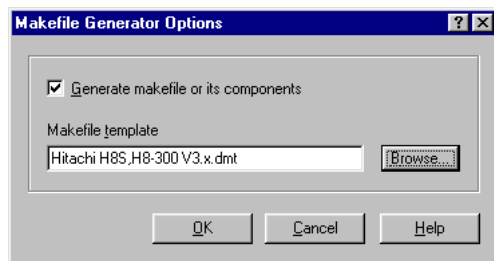 Makefile Generator Options
Generate makefile or its components
Makefile template
Hitachi H8S,H8-300 V3.x.dmt
Browse...
OK
Cancel
Help